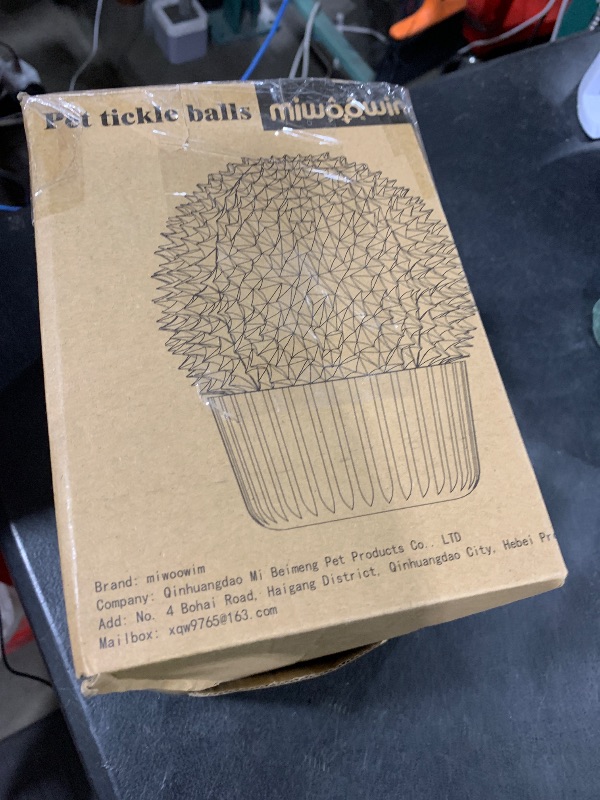 Pet tickle balls miwoowim
Brand: miwoowim
Company: Qinhuangdao Mi Beimeng Pet Products Co., LTD
Add: No. 4 Bohai Road, Haigang District, Qinhuangdao City, Hebei Pro
Mailbox: xqw9765@163.com